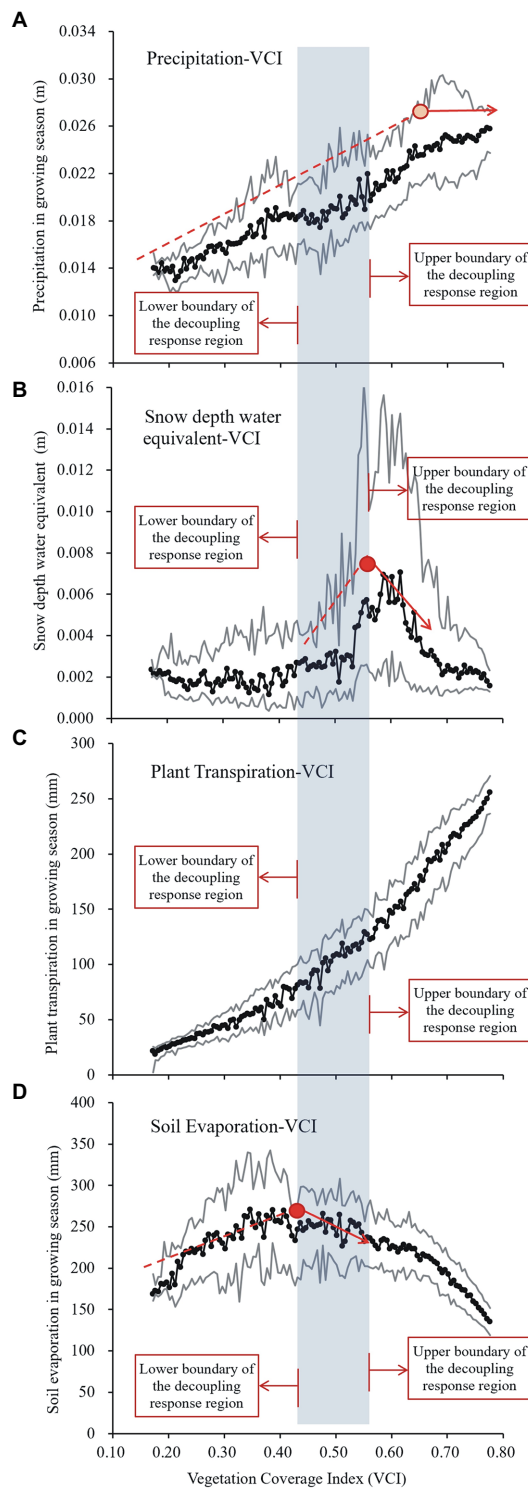 A
Precipitation-VCI
Precipitation in growing season (m)
0.034
0.030
0.026
0.022
0.018
0.014
0.010
0.006
Lower boundary of
the decoupling
response region
Upper boundary of
the decoupling
response region
B
Snow depth water
equivalent-VCI
Snow depth water equivalent (m)
0.016
0.014
0.012
0.010
0.008
0.006
0.004
0.002
0.000
Lower boundary of
the decoupling
response region
Upper boundary of
the decoupling
response region
C
Plant Transpiration-VCI
Plant transpiration in growing season (mm)
300
250
200
150
100
50
0
Lower boundary of
the decoupling
response region
Upper boundary of
the decoupling
response region
D
Soil Evaporation-VCI
Soil evaporation in growing season (mm)
400
350
300
250
200
150
100
50
0
Lower boundary of
the decoupling
response region
Upper boundary of
the decoupling
response region
0.10 0.20 0.30 0.40 0.50 0.60 0.70 0.80
Vegetation Coverage Index (VCI)